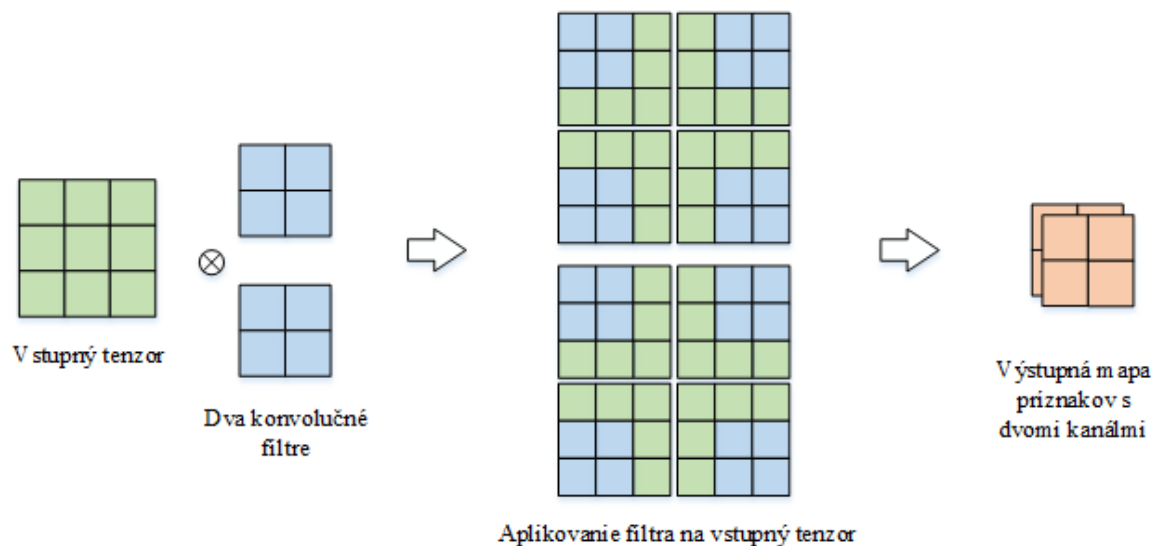 Vstupný tenzor
Dva konvolučné
filtre
Aplikovanie filtra na vstupný tenzor
Výstupná mapa
príznakov s
dvomi kanálmi